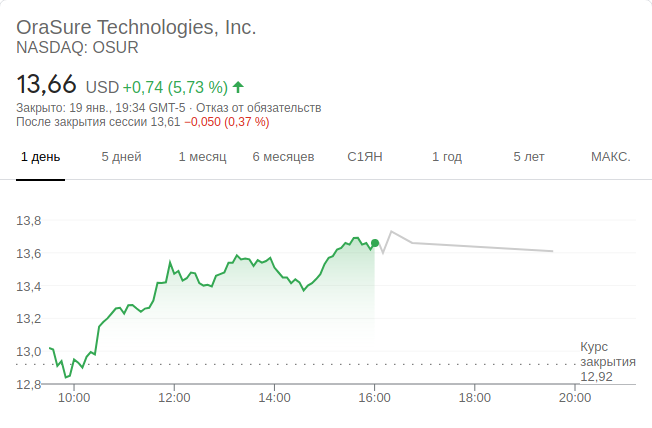 OraSure Technologies, Inc.
NASDAQ: OSUR
13,66 USD +0,74 (5,73 %)
Закрыто: 19 янв., 19:34 GMT-5 · Отказ от обязательств
После закрытия сессии 13,61 −0,050 (0,37 %)
1 день 5 дней 1 месяц 6 месяцев С1ЯН 1 год 5 лет МАКС.
13,8
13,6
13,4
13,2
13,0
Курс
закрытия
12,92
12,8
10:00 12:00 14:00 16:00 18:00 20:00